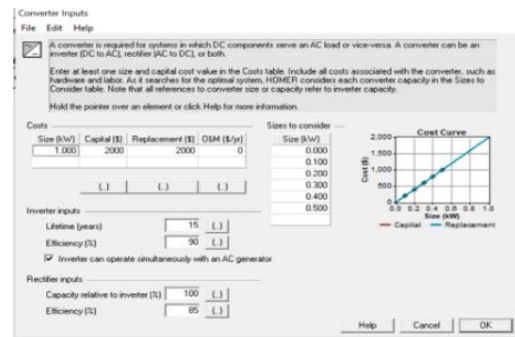 Converter Inputs
File Edit Help
A converter is required for systems in which DC components serve an AC load or vice-versa. A converter can be an
inverter (DC to AC), rectifier (AC to DC), or both.
Enter at least one size and capital cost value in the Costs table. Include all costs associated with the converter, such as
hardware and labor. As it searches for the optimal system, HOMER considers each converter capacity in the Sizes to
Consider table. Note that all references to converter size or capacity refer to inverter capacity.
Hold the pointer over an element or click Help for more information.
Costs
Size (kW) Capital ($) Replacement ($) O&M ($/yr)
1.000 2000 2000 0
{..} {..} {..}
Sizes to consider
Size (kW)
0.000
0.100
0.200
0.300
0.400
0.500
Cost Curve
2,000
1,500
1,000
500
0
Cost ($)
0.0 0.2 0.4 0.6 0.8 1.0
Size (kW)
Capital Replacement
Inverter inputs
Lifetime (years) 15 {..}
Efficiency (%) 90 {..}
Inverter can operate simultaneously with an AC generator
Rectifier inputs
Capacity relative to inverter (%) 100 {..}
Efficiency (%) 85 {..}
Help Cancel OK